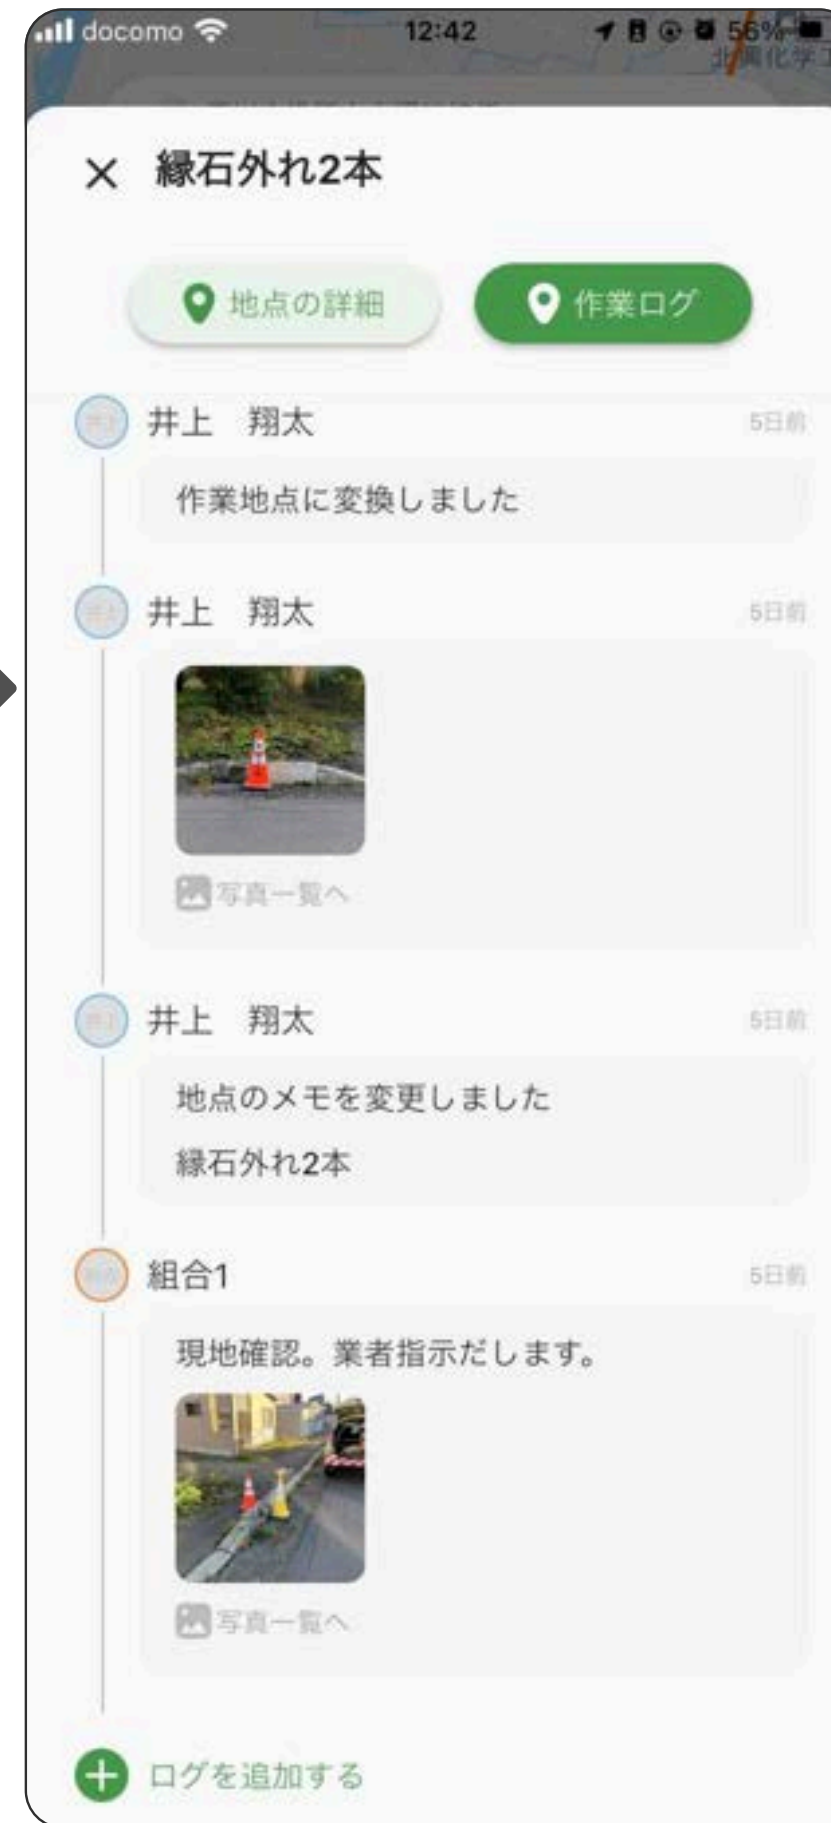 docomo 12:42 56%
北興化学工
縁石外れ2本
地点の詳細 作業ログ
井上 翔太 5日前
作業地点に変換しました
井上 翔太 5日前
写真一覧へ
井上 翔太 5日前
地点のメモを変更しました
縁石外れ2本
組合1 5日前
現地確認。業者指示だします。
写真一覧へ
ログを追加する